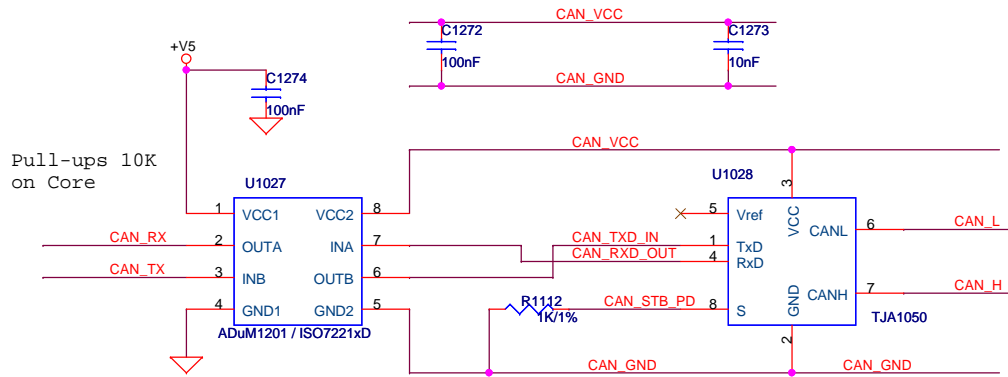 CAN_VCC
C1272
C1273
+V5
C1274
100nF
10nF
CAN_GND
100nF
Pull-ups 10K
on Core
CAN_VCC
U1027
U1028
1 VCC1 VCC2 8
5 Vref VCC 3
CAN_RX 2 OUTA INA 7
CAN_TXD_IN 1 TxD CANL 6 CAN_L
CAN_RXD_OUT 4 RxD
CAN_TX 3 INB OUTB 6
4 GND1 GND2 5
R1112 CAN_STB_PD 8 S GND CANH 7 CAN_H
1K/1%
ADuM1201 / ISO7221xD
TJA1050
2
CAN_GND
CAN_GND